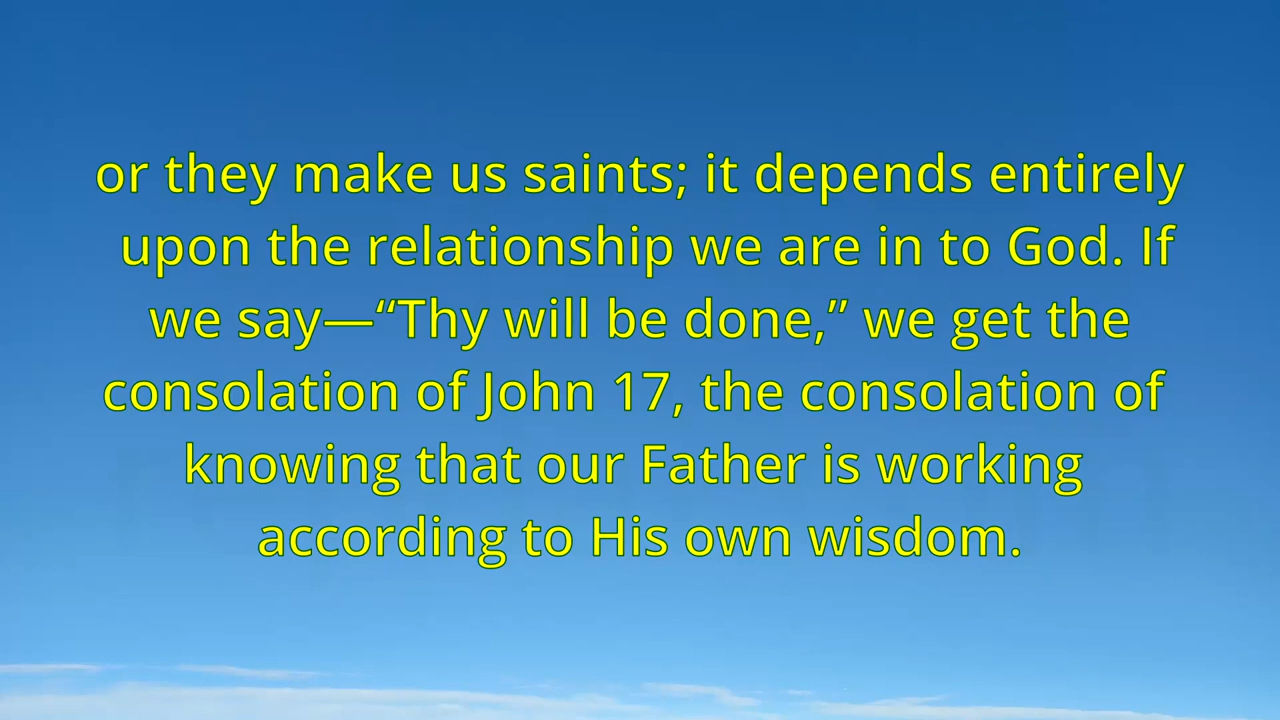 or they make us saints; it depends entirely
upon the relationship we are in to God. If
we say—“Thy will be done,” we get the
consolation of John 17, the consolation of
knowing that our Father is working
according to His own wisdom.